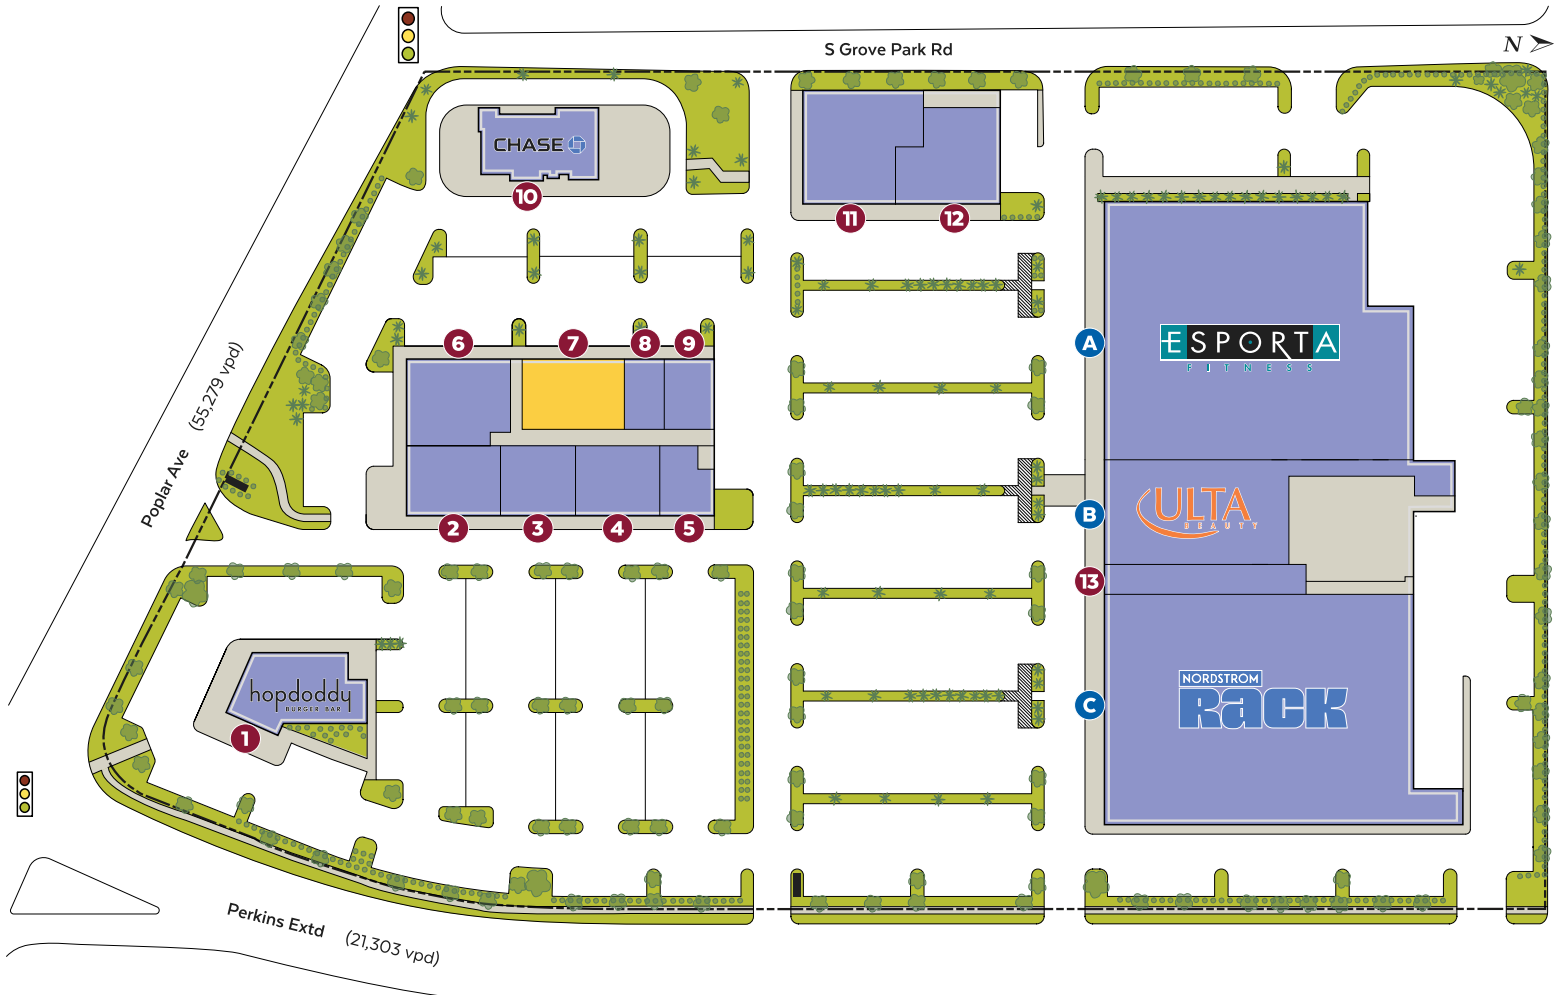 S Grove Park Rd
N
CHASE
10
11
12
6
7
8
9
A
ESPORTA
FITNESS
Poplar Ave (55,279 vpd)
2
3
4
5
B
ULTA
BEAUTY
13
hopdoddy
BURGER BAR
1
C
NORDSTROM
RACK
Perkins Extd (21,303 vpd)